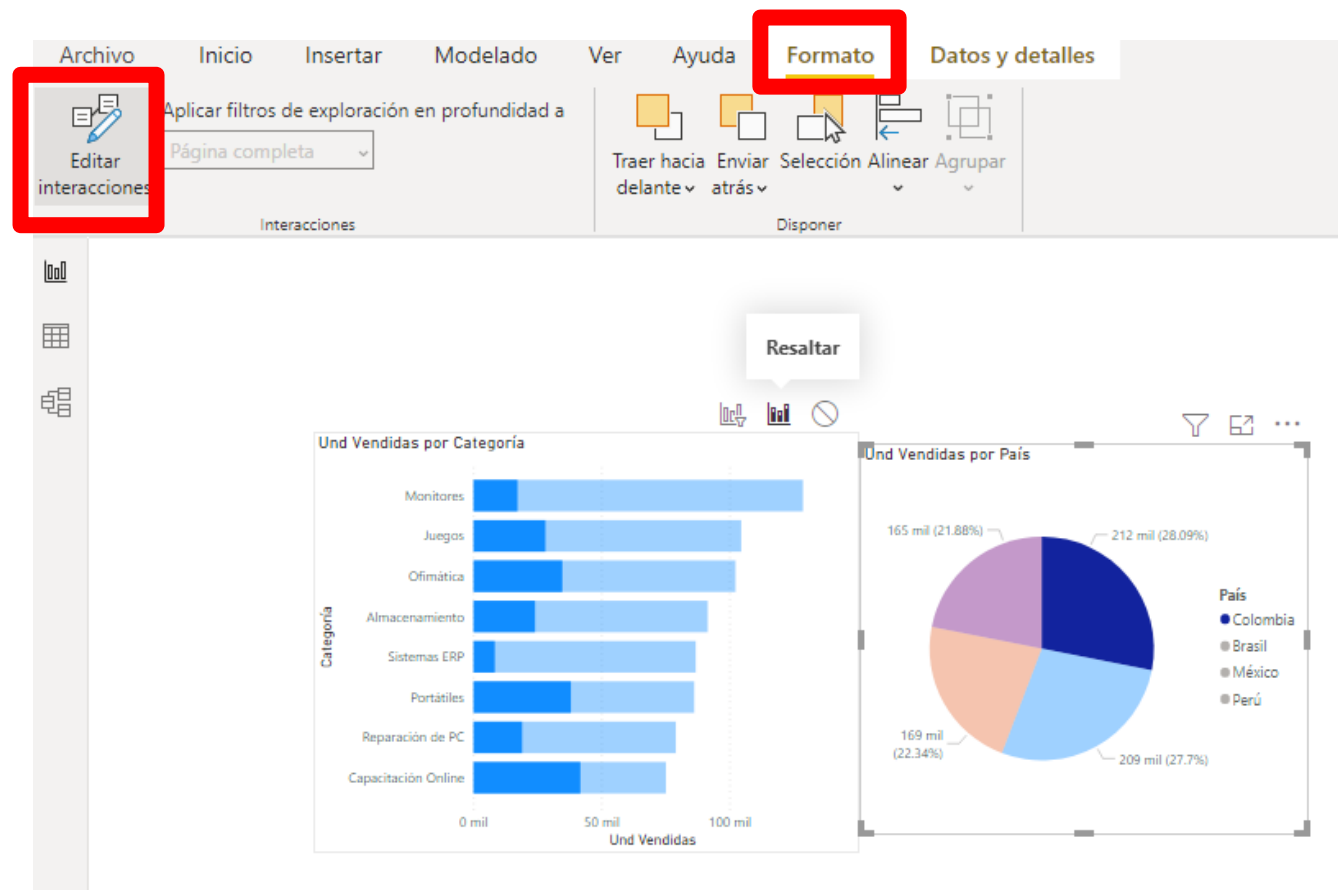 Archivo Inicio Insertar Modelado Ver Ayuda Formato Datos y detalles
Editar
interacciones
Aplicar filtros de exploración en profundidad a
Página completa
Interacciones
Traer hacia
delante
Enviar
atrás
Selección
Alinear
Agrupar
Disponer
Resaltar
Und Vendidas por Categoría
Categoría
Monitores
Juegos
Ofimática
Almacenamiento
Sistemas ERP
Portátiles
Reparación de PC
Capacitación Online
0 mil 50 mil 100 mil
Und Vendidas
Und Vendidas por País
165 mil (21.88%)
212 mil (28.09%)
169 mil
(22.34%)
209 mil (27.7%)
País
Colombia
Brasil
México
Perú